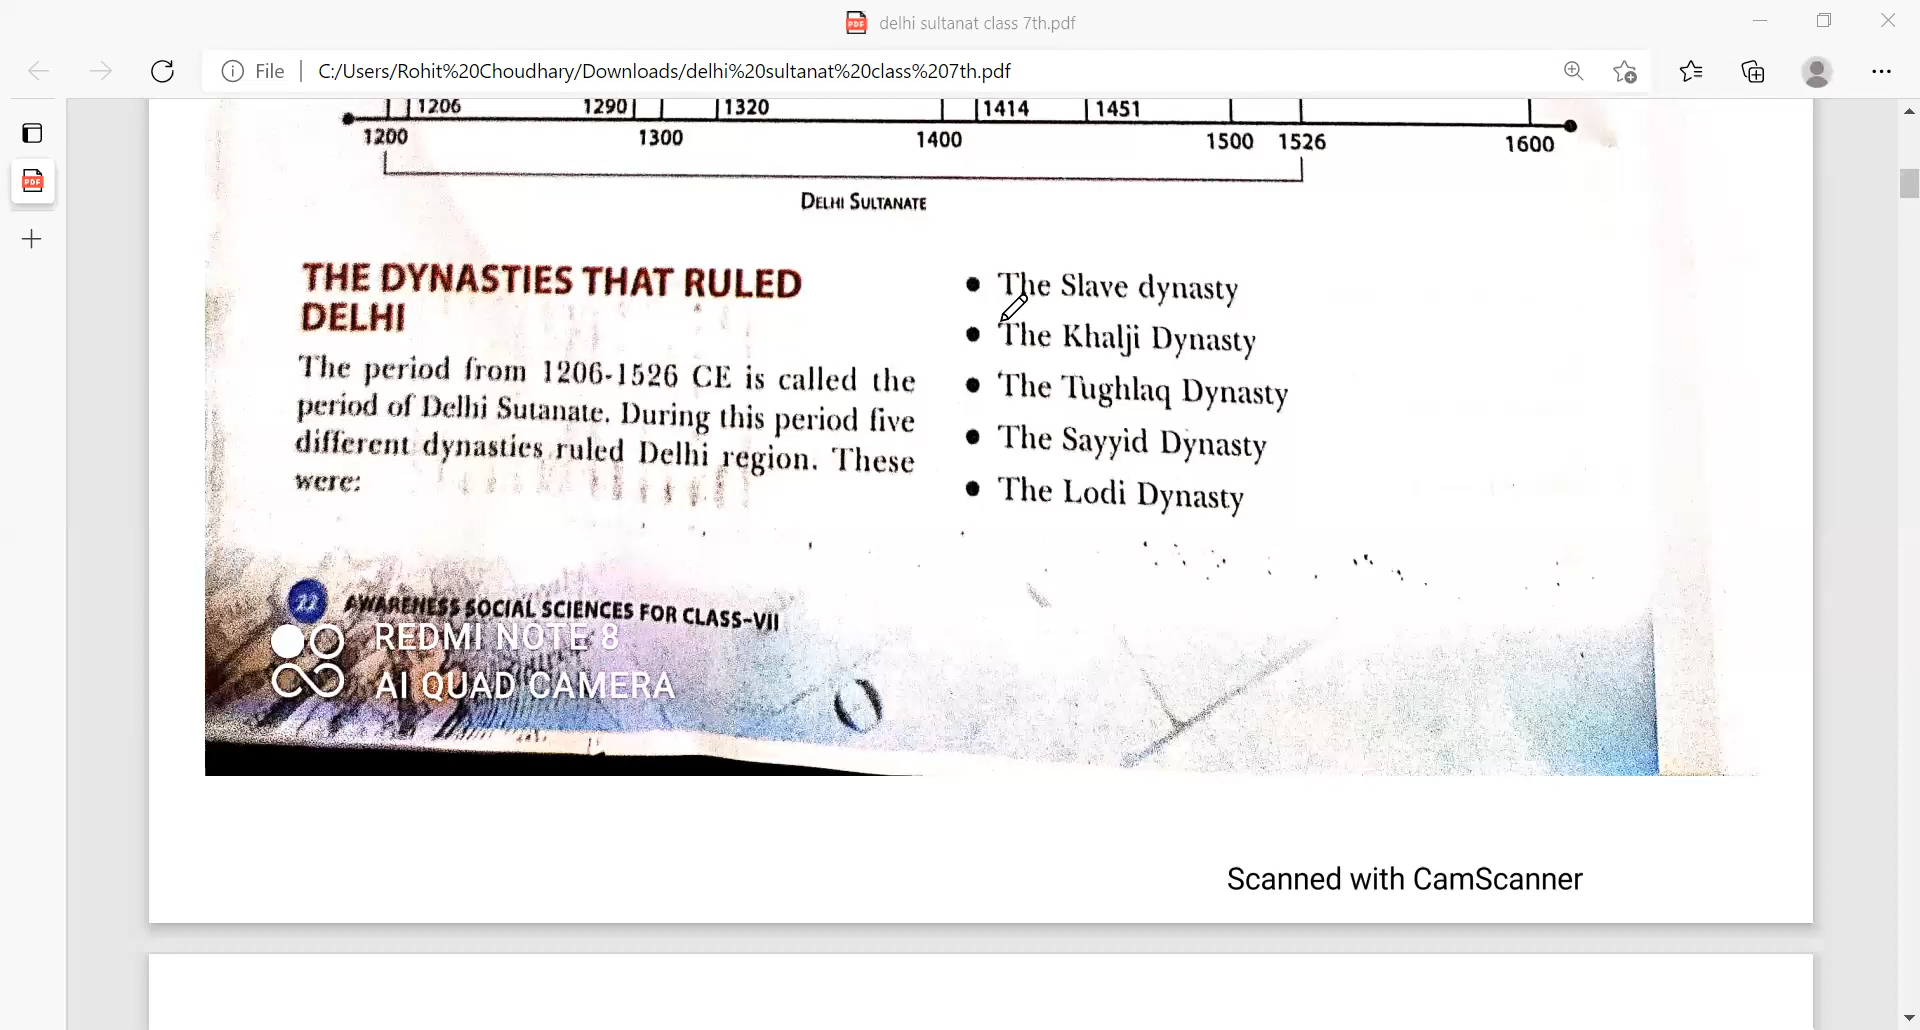 delhi sultanat class 7th.pdf
File | C:/Users/Rohit%20Choudhary/Downloads/delhi%20sultanat%20class%207th.pdf
1206 1290 1320 1414 1451
1200 1300 1400 1500 1526 1600
DELHI SULTANATE
THE DYNASTIES THAT RULED
DELHI
The period from 1206-1526 CE is called the
period of Delhi Sutanate. During this period five
different dynasties ruled Delhi region. These
were:
• The Slave dynasty
• The Khalji Dynasty
• The Tughlaq Dynasty
• The Sayyid Dynasty
• The Lodi Dynasty
22 AWARENESS SOCIAL SCIENCES FOR CLASS-VII
REDMI NOTE 8
AI QUAD CAMERA
Scanned with CamScanner